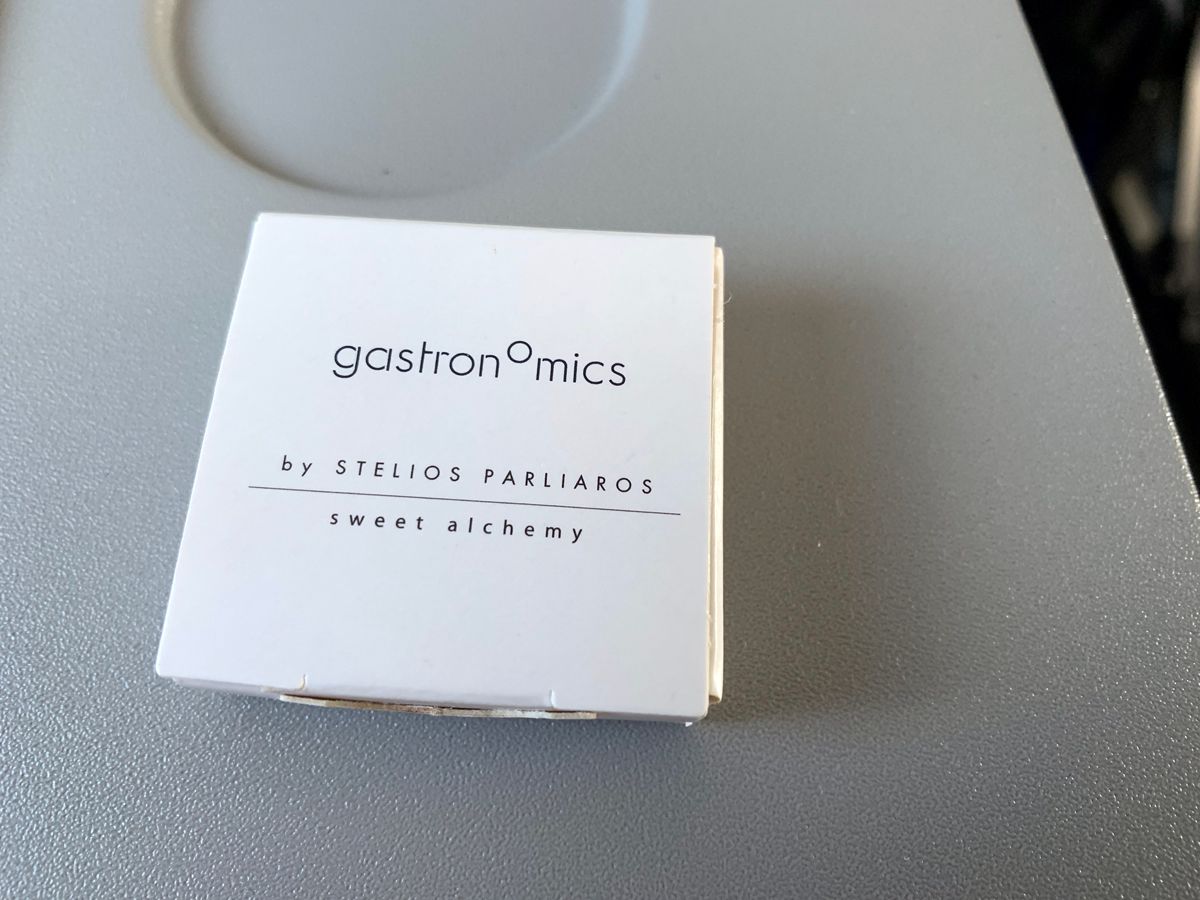 gastronomics
by STELIOS PARLIAROS
sweet alchemy